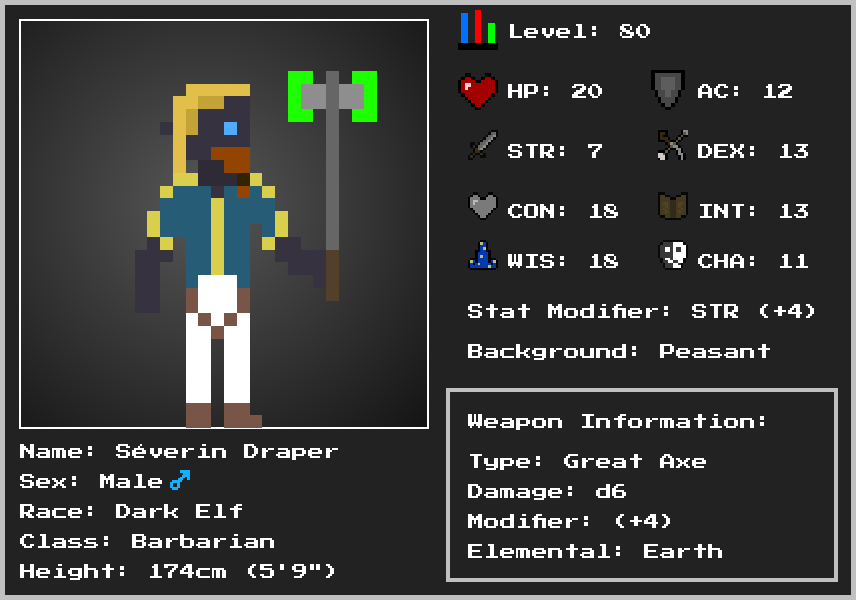 Level: 80
HP: 20
AC: 12
STR: 7
DEX: 13
CON: 18
INT: 13
WIS: 18
CHA: 11
Stat Modifier: STR (+4)
Background: Peasant
Weapon Information:
Type: Great Axe
Damage: d6
Modifier: (+4)
Elemental: Earth
Name: Séverin Draper
Sex: Male♂
Race: Dark Elf
Class: Barbarian
Height: 174cm (5'9")